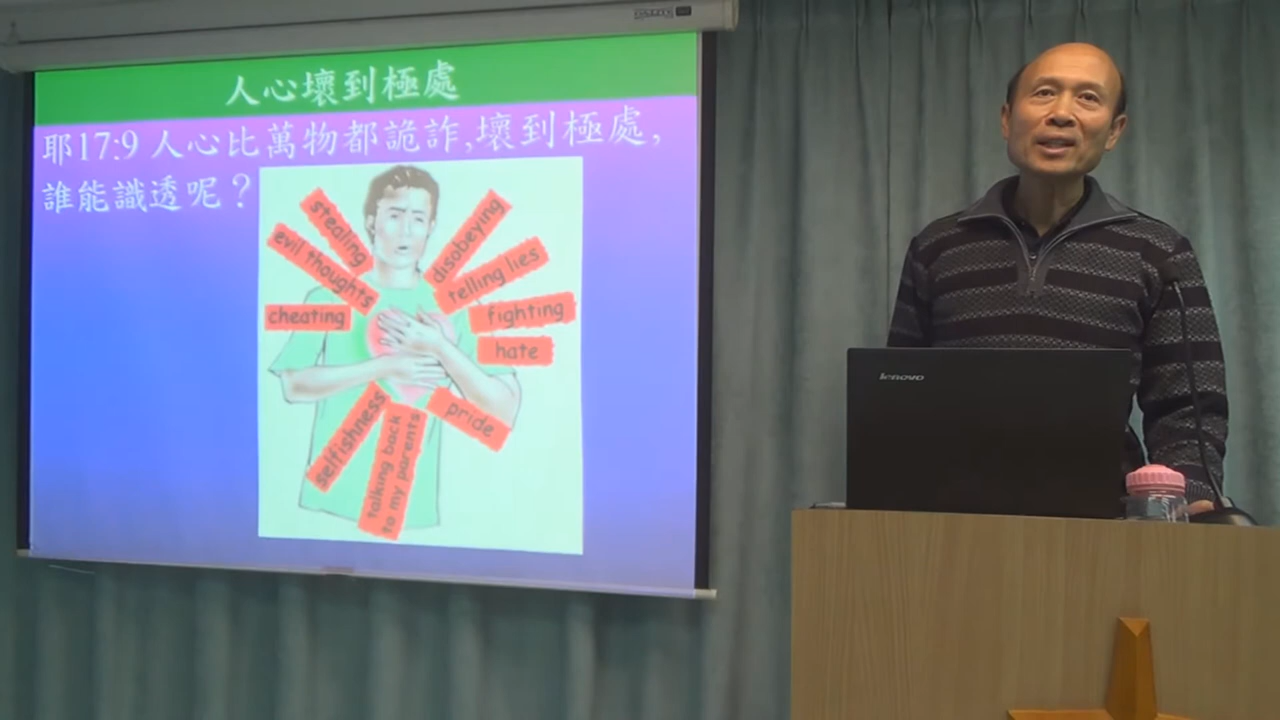 人心壞到極處
耶17:9 人心比萬物都詭詐,壞到極處,
誰能識透呢？
stealing
evil thoughts
cheating
disobeying
telling lies
fighting
hate
pride
selfishness
talking back
to my parents
lenovo